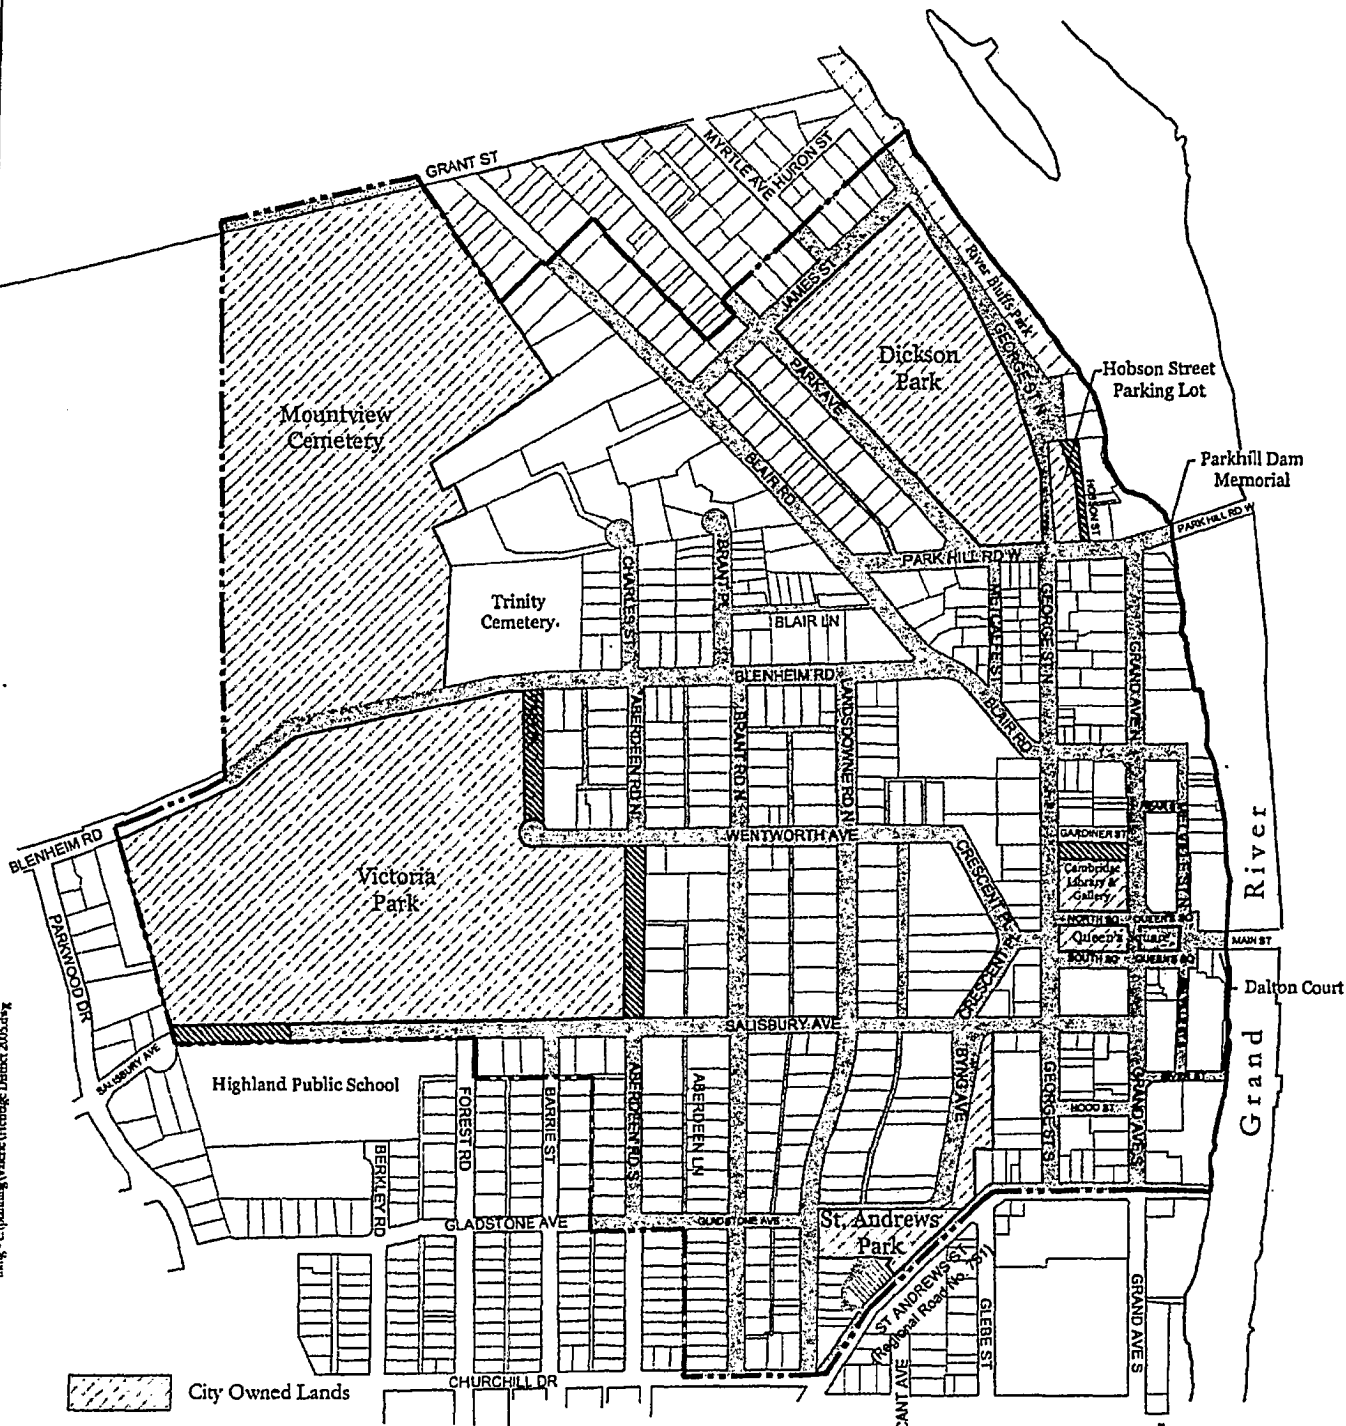 GRANT ST
MYRTLE AVE
HURON ST
JAMES ST
River Bluffs Park
GEORGE ST N
Dickson
Park
PARK AVE
Hobson Street
Parking Lot
HOBSON ST
Parkhill Dam
Memorial
PARK HILL RD W
Mountview
Cemetery
BLAIR RD
PARK HILL RD W
Trinity
Cemetery.
CHARLES ST
BRANT PL
BLAIR LN
METCALFE ST
GEORGE ST N
GRAND AVE N
BLENHEIM RD
BLAIR RD
ABERDEEN RD N
BRANT RD N
LANDSDOWNE RD N
WENTWORTH AVE
CRESCENT PL
GARDINER ST
Cambridge
Library &
Gallery
MELVILLE ST N
NORTH SQ
QUEEN'S SQ
Queen's Square
SOUTH SQ
QUEEN'S SQ
MAIN ST
Grand River
Dalton Court
BLENHEIM RD
PARKWOOD DR
Victoria
Park
SALISBURY AVE
SALISBURY AVE
Highland Public School
FOREST RD
BARRIE ST
ABERDEEN RD S
ABERDEEN LN
BYNG AVE
GEORGE ST S
GRAND AVE S
HOOD ST
BERKLEY RD
GLADSTONE AVE
GLADSTONE AVE
St. Andrews
Park
ST ANDREWS ST
(Regional Road No. 751)
GLEBE ST
GRAND AVE S
CHURCHILL DR
City Owned Lands